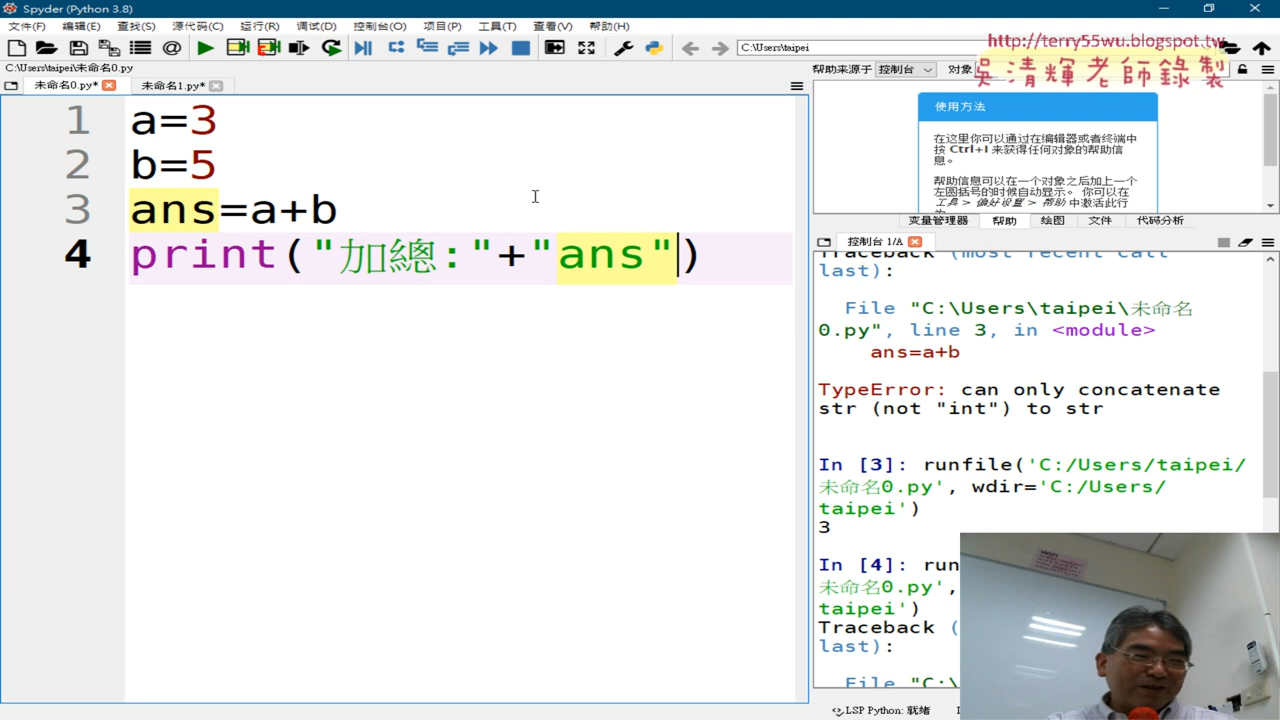 Spyder (Python 3.8)
文件(F) 编辑(E) 查找(S) 源代码(C) 运行(R) 调试(D) 控制台(O) 项目(P) 工具(T) 查看(V) 帮助(H)
C:\Users\taipei
http://terry55wu.blogspot.tw
吳清輝老師錄製
C:\Users\taipei\未命名0.py
未命名0.py* 未命名1.py*
帮助来源于 控制台 对象
1 a=3
2 b=5
3 ans=a+b
4 print("加總:"+"ans")
使用方法
在这里你可以通过在编辑器或者终端中
按 Ctrl+I 来获得任何对象的帮助信
息。
帮助信息可以在一个对象之后加上一个
左圆括号的时候自动显示。 你可以在
工具 > 偏好设置 > 帮助 中激活此行
变量管理器 帮助 绘图 文件 代码分析
控制台 1/A
Traceback (most recent call
last):
File "C:\Users\taipei\未命名
0.py", line 3, in <module>
ans=a+b
TypeError: can only concatenate
str (not "int") to str
In [3]: runfile('C:/Users/taipei/
未命名0.py', wdir='C:/Users/
taipei')
3
In [4]: run
未命名0.py',
taipei')
Traceback (
last):
File "C:\
LSP Python: 就绪